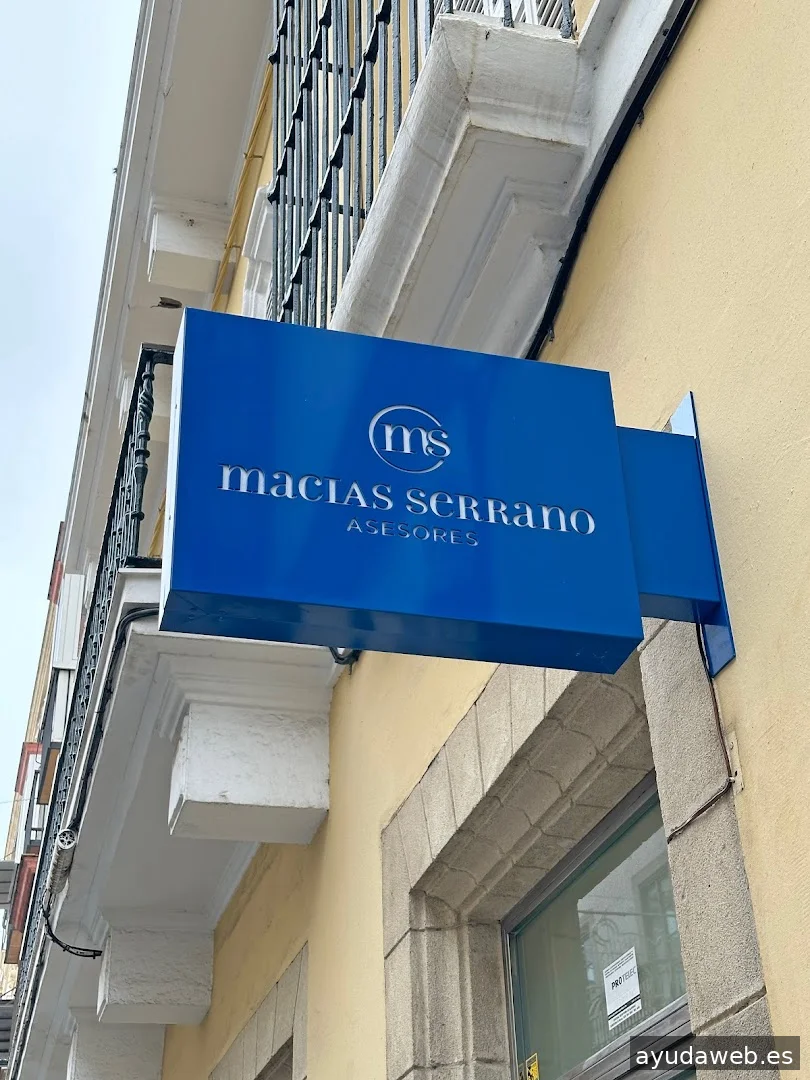 ms
macias serrano
ASESORES
PROTELEC
ayudaweb.es